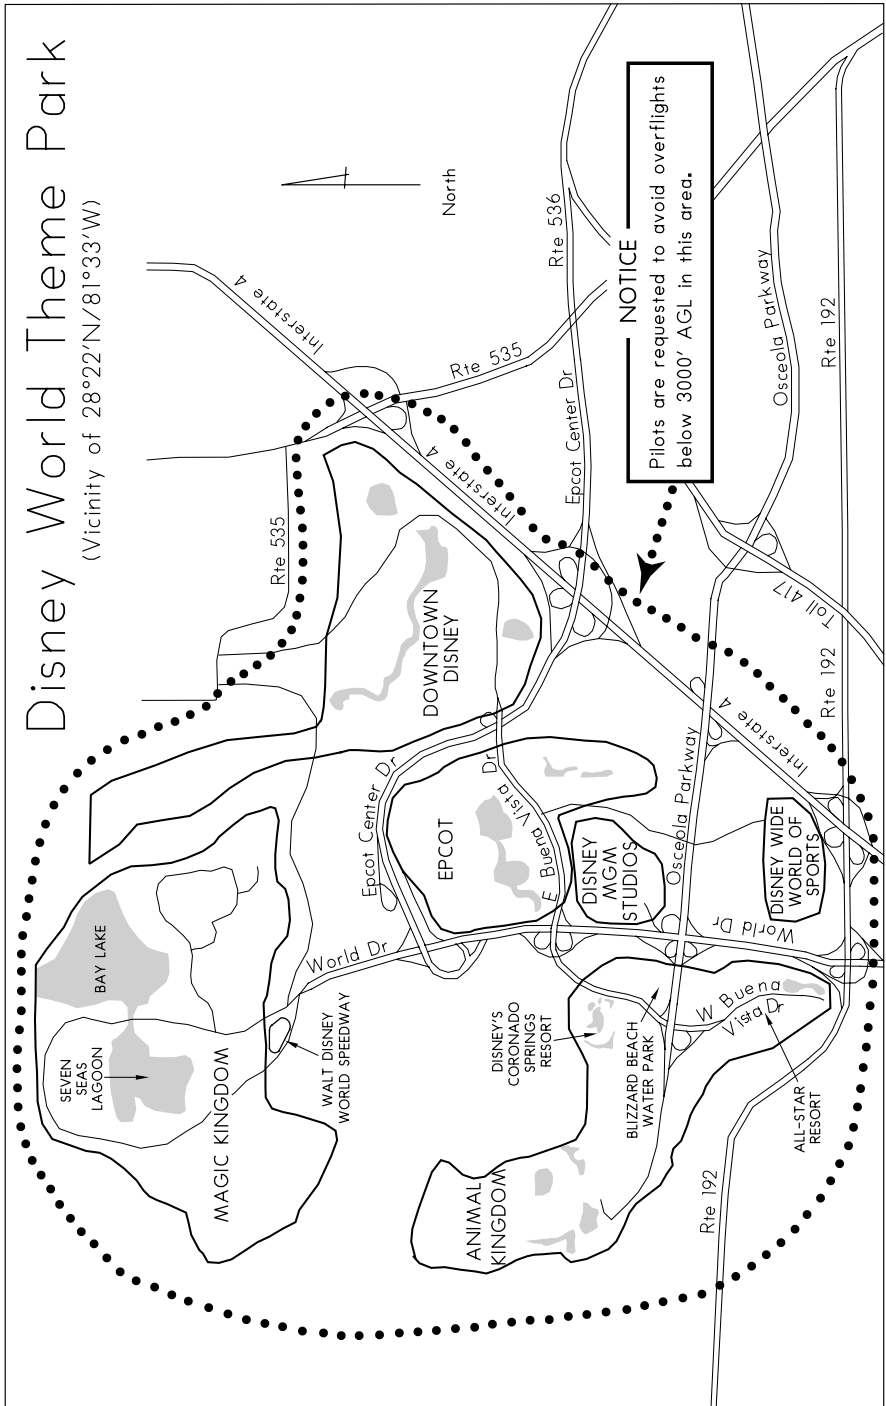 Disney World Theme Park
(Vicinity of 28°22'N/81°33'W)
North
NOTICE
Pilots are requested to avoid overflights
below 3000' AGL in this area.
Interstate 4
Rte 535
Rte 536
Epcot Center Dr
Osceola Parkway
Rte 192
Rte 535
Interstate 4
Toll 417
Rte 192
DOWNTOWN
DISNEY
Interstate 4
Osceola Parkway
Epcot Center Dr
E Buena Vista Dr
EPCOT
DISNEY
MGM
STUDIOS
DISNEY WIDE
WORLD OF
SPORTS
World Dr
World Dr
BAY LAKE
SEVEN
SEAS
LAGOON
MAGIC KINGDOM
WALT DISNEY
WORLD SPEEDWAY
DISNEY'S
CORONADO
SPRINGS
RESORT
BLIZZARD BEACH
WATER PARK
W Buena
Vista Dr
ALL-STAR
RESORT
ANIMAL
KINGDOM
Rte 192